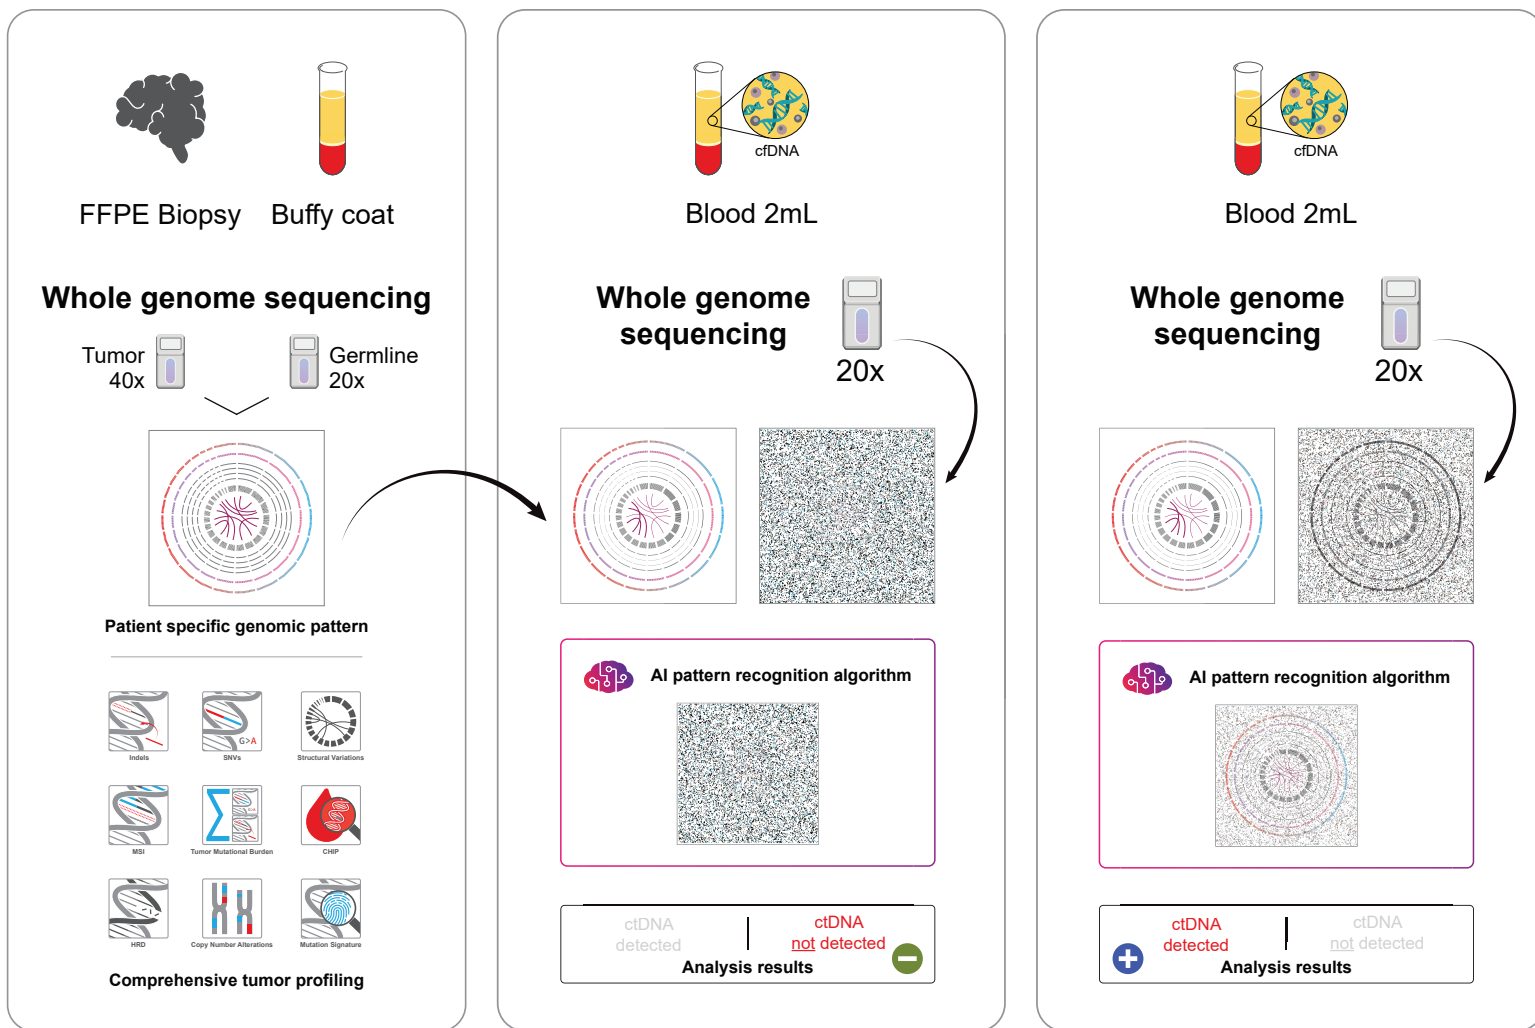 FFPE Biopsy
Buffy coat
Whole genome sequencing
Tumor
40x
Germline
20x
Patient specific genomic pattern
Indels
G>A
SNVs
Structural Variations
MSI
Tumor Mutational Burden
CHIP
HRD
Copy Number Alterations
Mutation Signature
Comprehensive tumor profiling
cfDNA
Blood 2mL
Whole genome
sequencing
20x
AI pattern recognition algorithm
ctDNA
detected
ctDNA
not detected
Analysis results
cfDNA
Blood 2mL
Whole genome
sequencing
20x
AI pattern recognition algorithm
ctDNA
detected
ctDNA
not detected
Analysis results